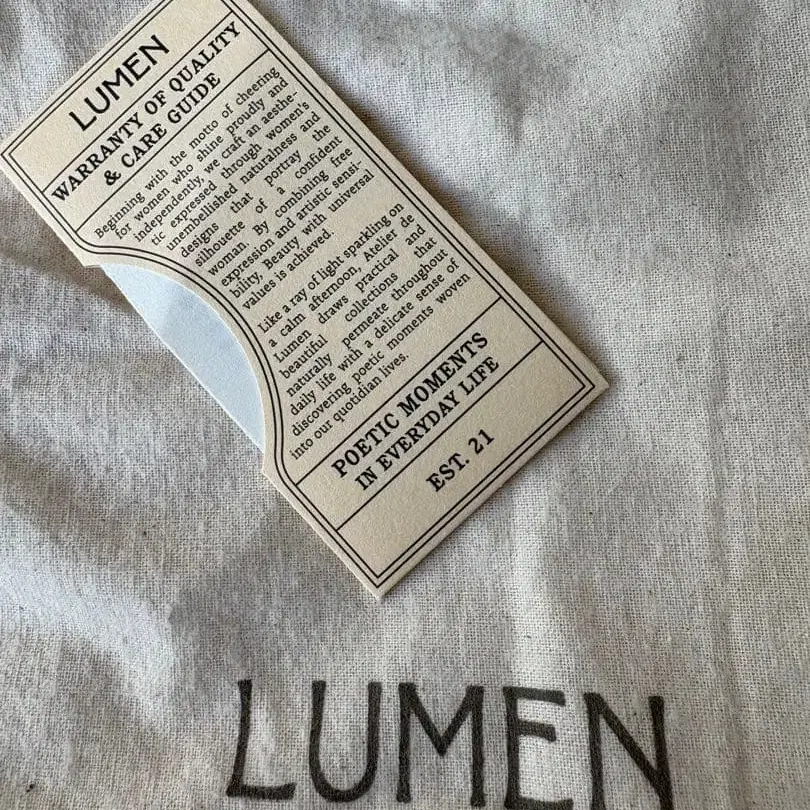 LUMEN
WARRANTY OF QUALITY
& CARE GUIDE
Beginning with the motto of cheering
for women who shine proudly and
independently, we craft an aesthe-
tic expressed through women's
unembellished naturalness and
designs that portray the
silhouette of a confident
woman. By combining free
expression and artistic sensi-
bility, Beauty with universal
values is achieved.
Like a ray of light sparkling on
a calm afternoon, Atelier de
Lumen draws practical and
beautiful collections that
naturally permeate throughout
daily life with a delicate sense of
discovering poetic moments woven
into our quotidian lives.
POETIC MOMENTS
IN EVERYDAY LIFE
EST. 21
LUMEN